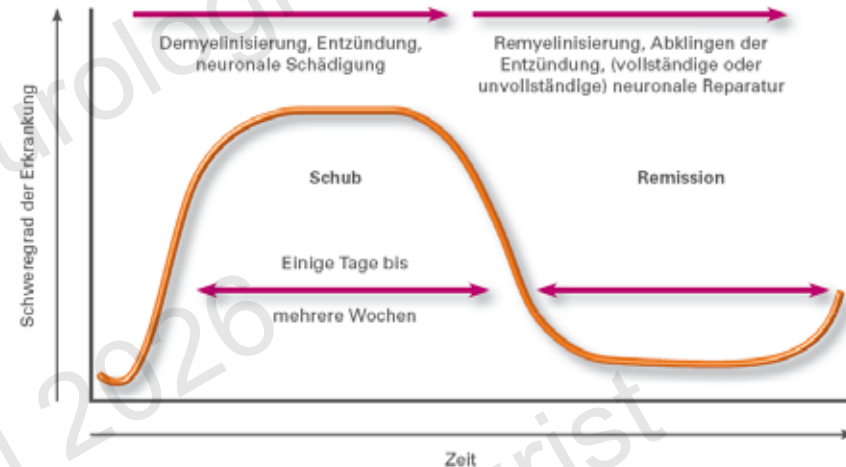 Demyelinisierung, Entzündung,
neuronale Schädigung
Remyelinisierung, Abklingen der
Entzündung, (vollständige oder
unvollständige) neuronale Reparatur
Schweregrad der Erkrankung
Schub
Remission
Einige Tage bis
mehrere Wochen
Zeit
2026